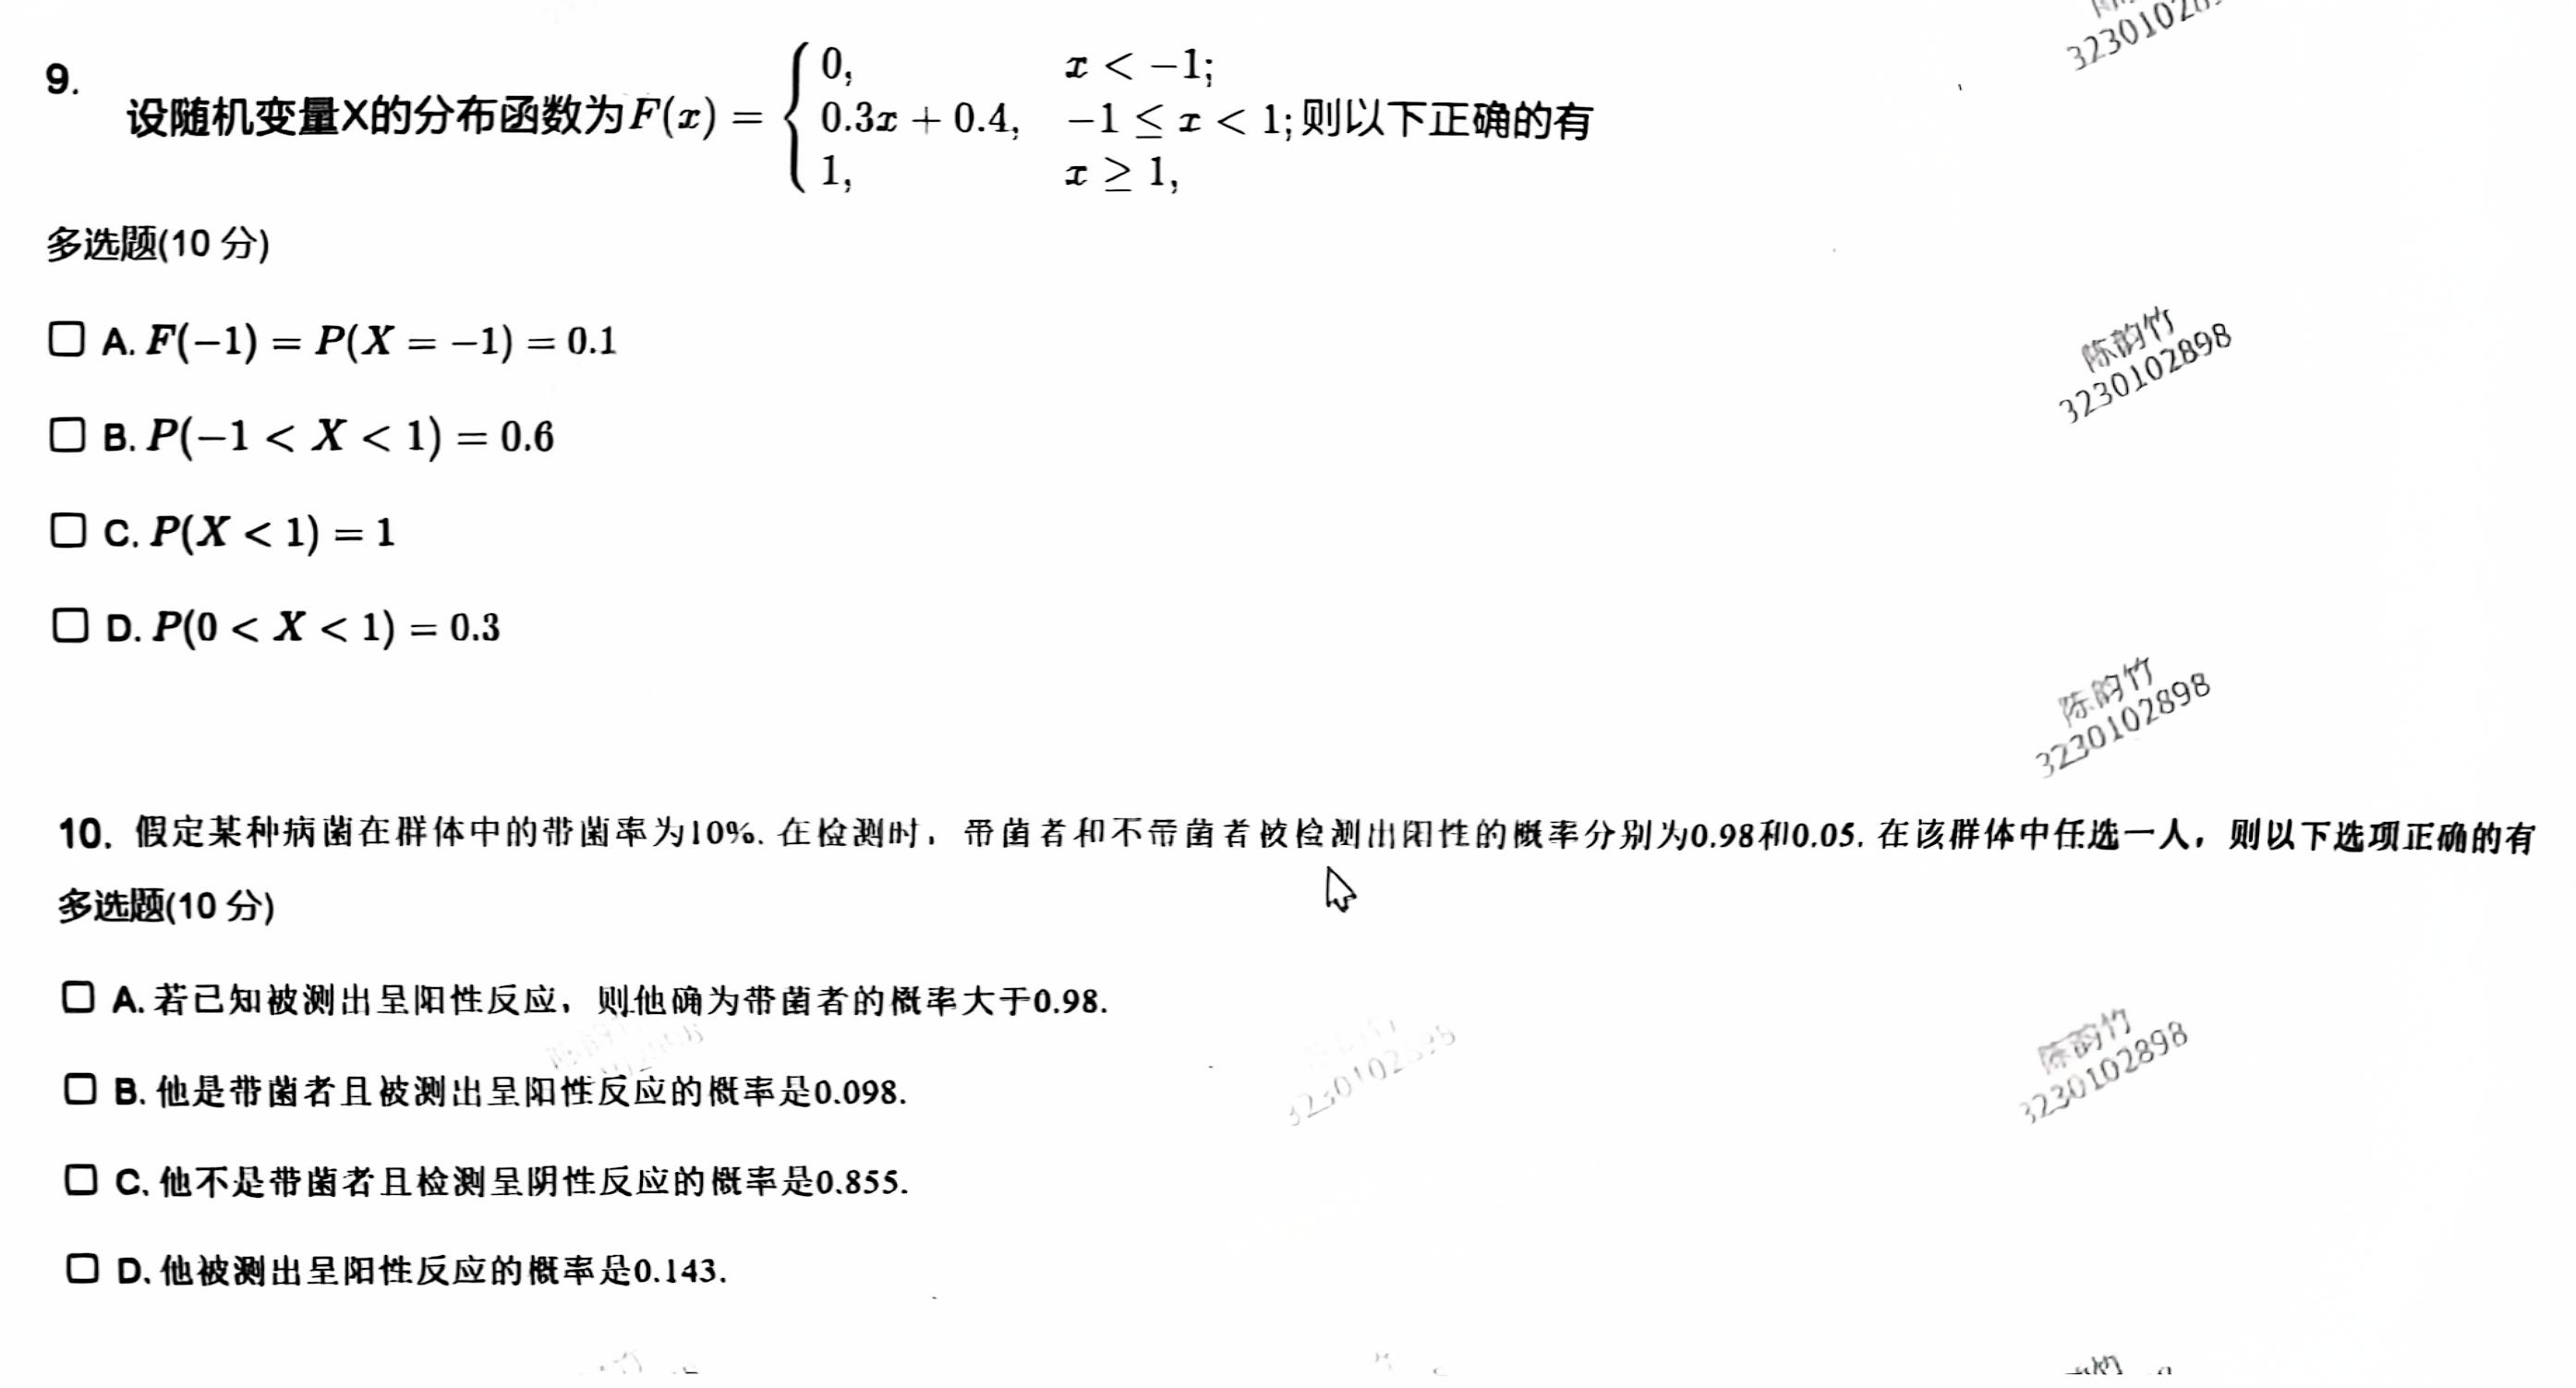 9.
设随机变量X的分布函数为F(x) = { 0, x < −1;
0.3x + 0.4, −1 ≤ x < 1; 则以下正确的有
1, x ≥ 1,
多选题(10 分)
A. F(−1) = P(X = −1) = 0.1
B. P(−1 < X < 1) = 0.6
C. P(X < 1) = 1
D. P(0 < X < 1) = 0.3
陈韵竹
3230102898
陈韵竹
3230102898
10. 假定某种病菌在群体中的带菌率为10%. 在检测时，带菌者和不带菌者被检测出阳性的概率分别为0.98和0.05. 在该群体中任选一人，则以下选项正确的有
多选题(10 分)
A. 若已知被测出呈阳性反应，则他确为带菌者的概率大于0.98.
B. 他是带菌者且被测出呈阳性反应的概率是0.098.
C. 他不是带菌者且检测呈阴性反应的概率是0.855.
D. 他被测出呈阳性反应的概率是0.143.
陈韵竹
3230102898